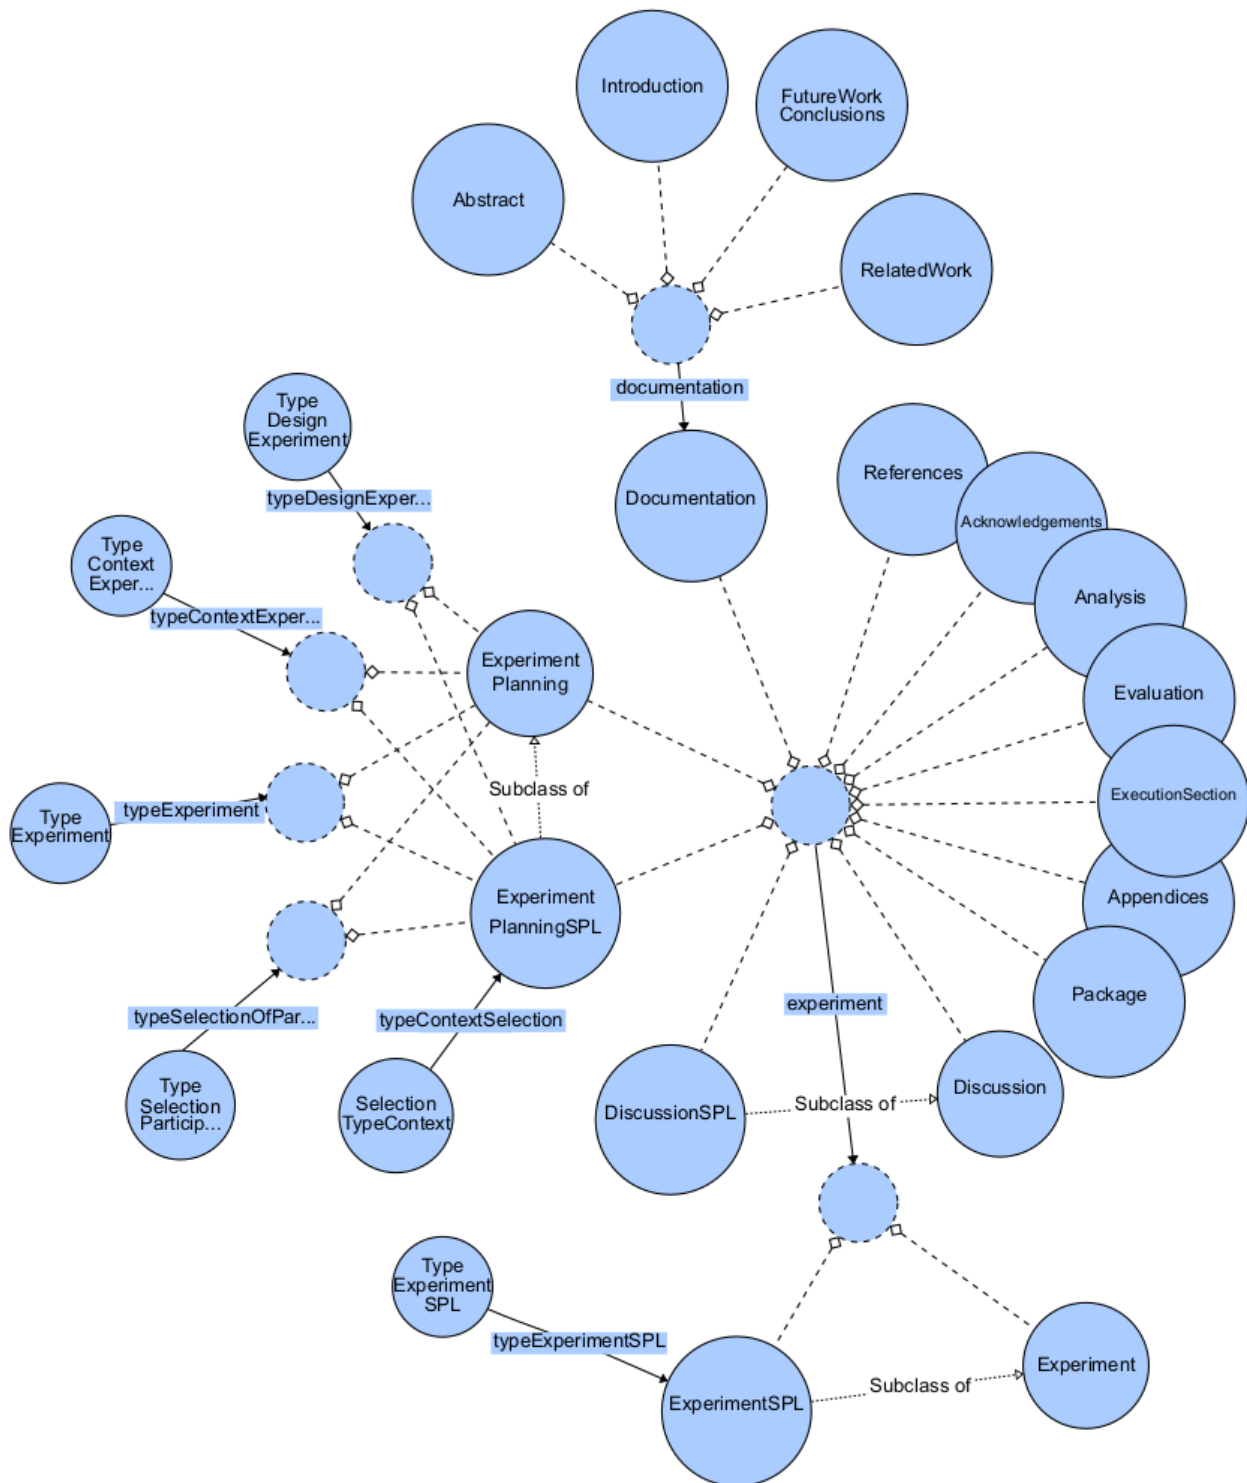 Introduction
FutureWork
Conclusions
Abstract
RelatedWork
documentation
Type
Design
Experiment
References
Documentation
typeDesignExper...
Acknowledgements
Type
Context
Exper...
Analysis
typeContextExper...
Experiment
Planning
Evaluation
Subclass of
ExecutionSection
typeExperiment
Type
Experiment
Experiment
PlanningSPL
Appendices
Package
experiment
typeSelectionOfPar...
typeContextSelection
Type
Selection
Particip...
Selection
TypeContext
DiscussionSPL
Subclass of
Discussion
Type
Experiment
SPL
typeExperimentSPL
Experiment
Subclass of
ExperimentSPL